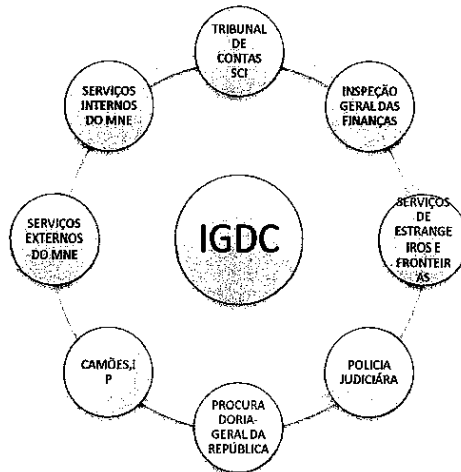 TRIBUNAL
DE
CONTAS
SCI
INSPEÇÃO
GERAL DAS
FINANÇAS
SERVIÇOS
DE
ESTRANGE
IROS E
FRONTEIR
AS
POLICIA
JUDICIÁRA
PROCURA
DORIA-
GERAL DA
REPÚBLICA
CAMÕES,I
P
SERVIÇOS
EXTERNOS
DO MNE
SERVIÇOS
INTERNOS
DO MNE
IGDC